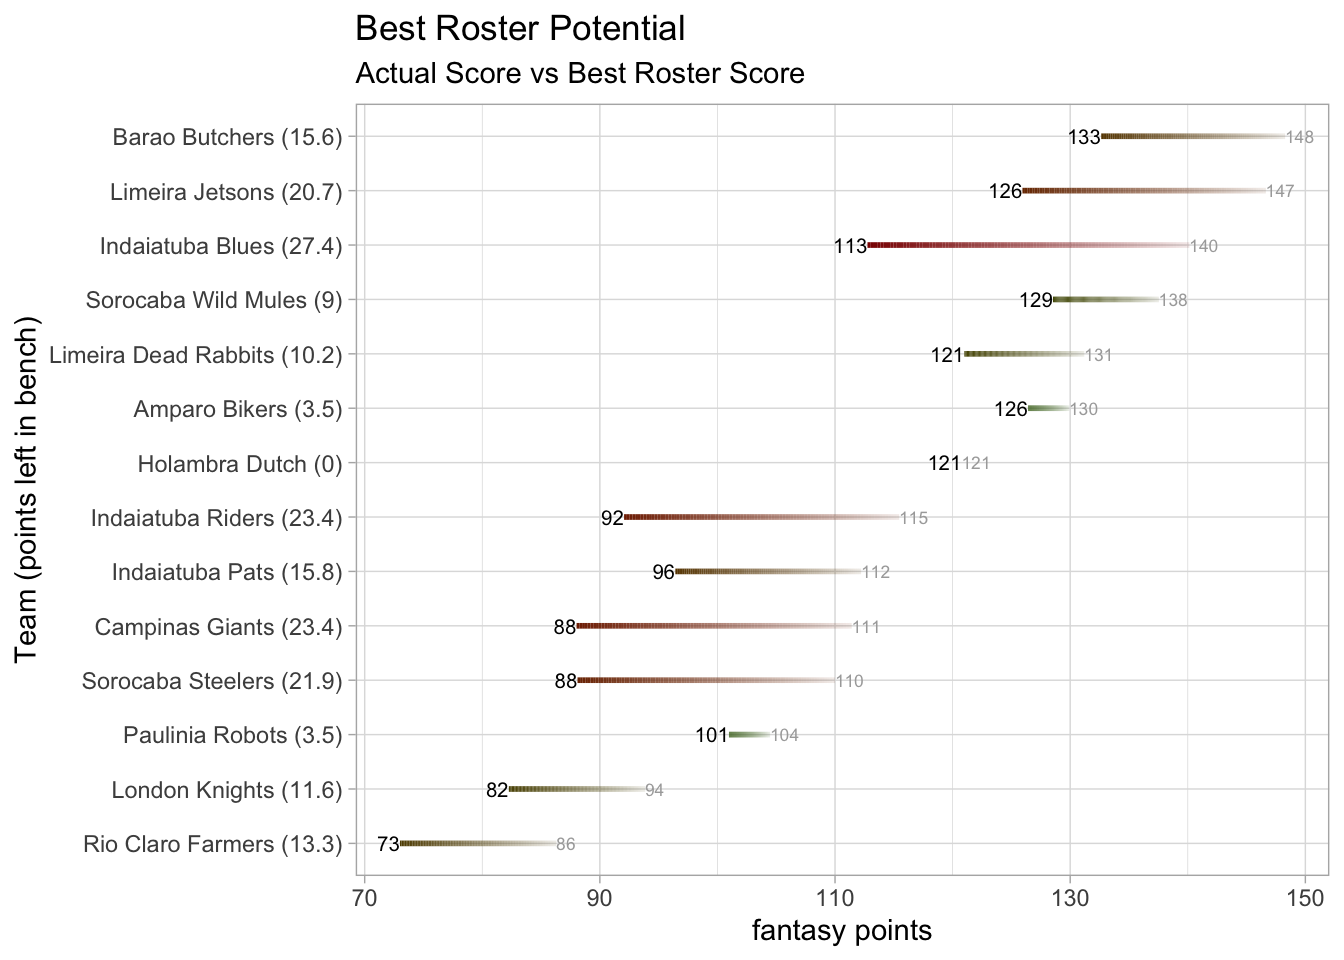 Best Roster Potential
Actual Score vs Best Roster Score
Team (points left in bench)
Barao Butchers (15.6) 133 148
Limeira Jetsons (20.7) 126 147
Indaiatuba Blues (27.4) 113 140
Sorocaba Wild Mules (9) 129 138
Limeira Dead Rabbits (10.2) 121 131
Amparo Bikers (3.5) 126 130
Holambra Dutch (0) 121 121
Indaiatuba Riders (23.4) 92 115
Indaiatuba Pats (15.8) 96 112
Campinas Giants (23.4) 88 111
Sorocaba Steelers (21.9) 88 110
Paulinia Robots (3.5) 101 104
London Knights (11.6) 82 94
Rio Claro Farmers (13.3) 73 86
70 90 110 130 150
fantasy points